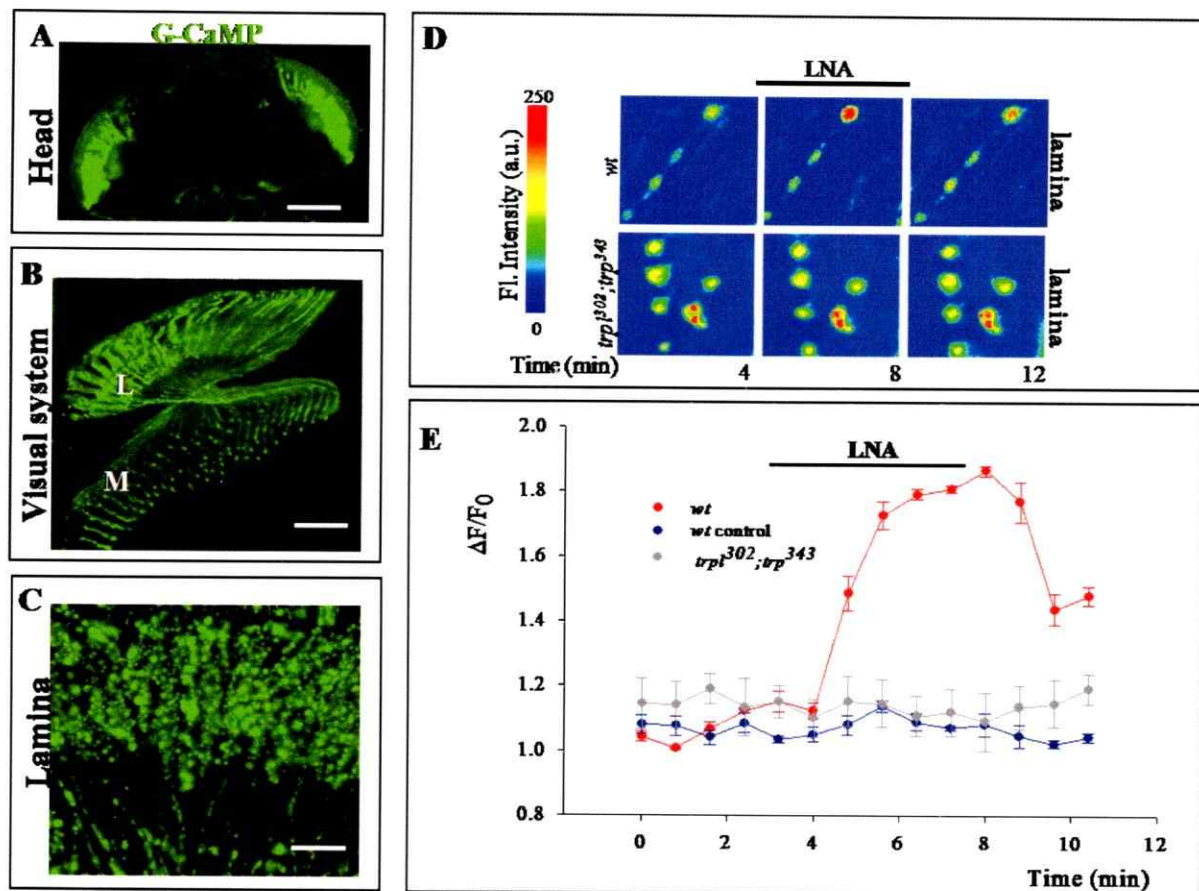 A
G-CaMP
Head
B
Visual system
L
M
C
Lamina
D
LNA
250
Fl. Intensity (a.u.)
0
wt
lamina
trpl302;trp343
lamina
Time (min)
4
8
12
E
LNA
2.0
1.8
1.6
1.4
1.2
1.0
0.8
ΔF/F0
wt
wt control
trpl302;trp343
0
2
4
6
8
10
12
Time (min)